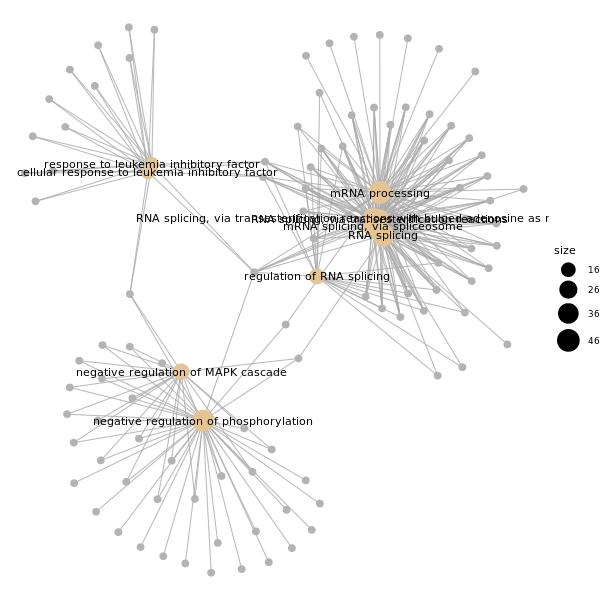 response to leukemia inhibitory factor
cellular response to leukemia inhibitory factor
mRNA processing
RNA splicing, via transesterification reactions with bulged adenosine as r
RNA splicing, via transesterification reactions
mRNA splicing, via spliceosome
RNA splicing
regulation of RNA splicing
negative regulation of MAPK cascade
negative regulation of phosphorylation
size
16
26
36
46